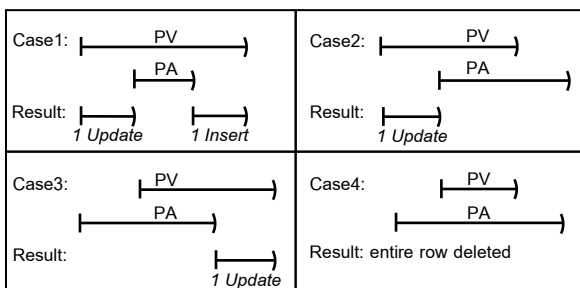 Case1:
PV
PA
Result:
1 Update
1 Insert
Case2:
PV
PA
Result:
1 Update
Case3:
PV
PA
Result:
1 Update
Case4:
PV
PA
Result: entire row deleted